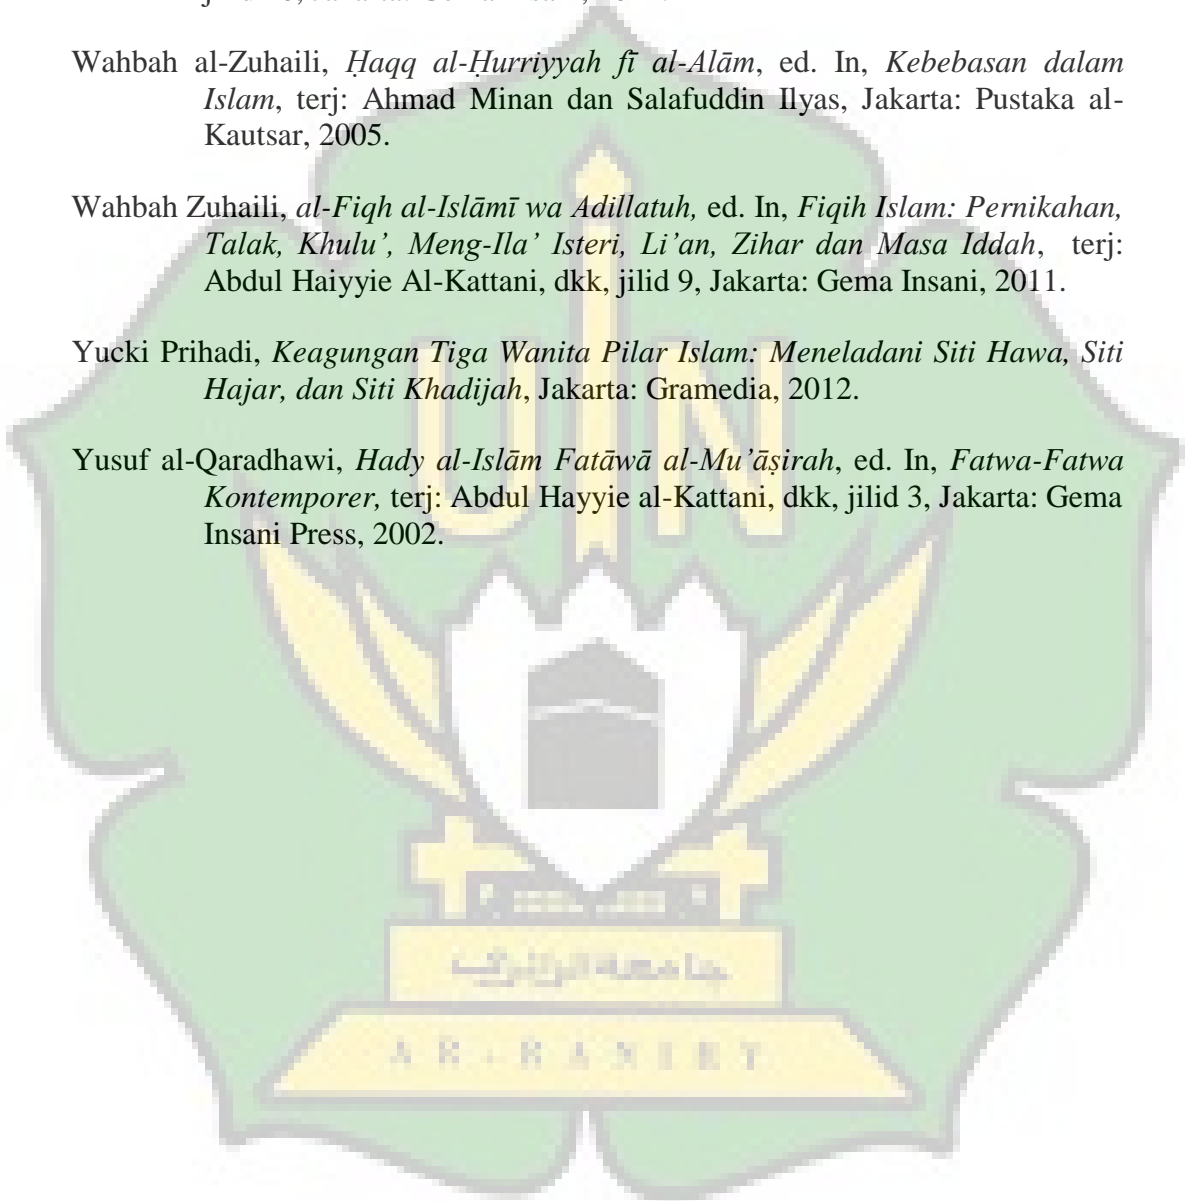 Wahbah al-Zuhaili, Ḥaqq al-Ḥurriyyah fī al-Alām, ed. In, Kebebasan dalam
Islam, terj: Ahmad Minan dan Salafuddin Ilyas, Jakarta: Pustaka al-
Kautsar, 2005.
Wahbah Zuhaili, al-Fiqh al-Islāmī wa Adillatuh, ed. In, Fiqih Islam: Pernikahan,
Talak, Khulu’, Meng-Ila’ Isteri, Li’an, Zihar dan Masa Iddah, terj:
Abdul Haiyyie Al-Kattani, dkk, jilid 9, Jakarta: Gema Insani, 2011.
Yucki Prihadi, Keagungan Tiga Wanita Pilar Islam: Meneladani Siti Hawa, Siti
Hajar, dan Siti Khadijah, Jakarta: Gramedia, 2012.
Yusuf al-Qaradhawi, Hady al-Islām Fatāwā al-Mu’āṣirah, ed. In, Fatwa-Fatwa
Kontemporer, terj: Abdul Hayyie al-Kattani, dkk, jilid 3, Jakarta: Gema
Insani Press, 2002.
UIN
جامعة الرانري
AR-RANIRY